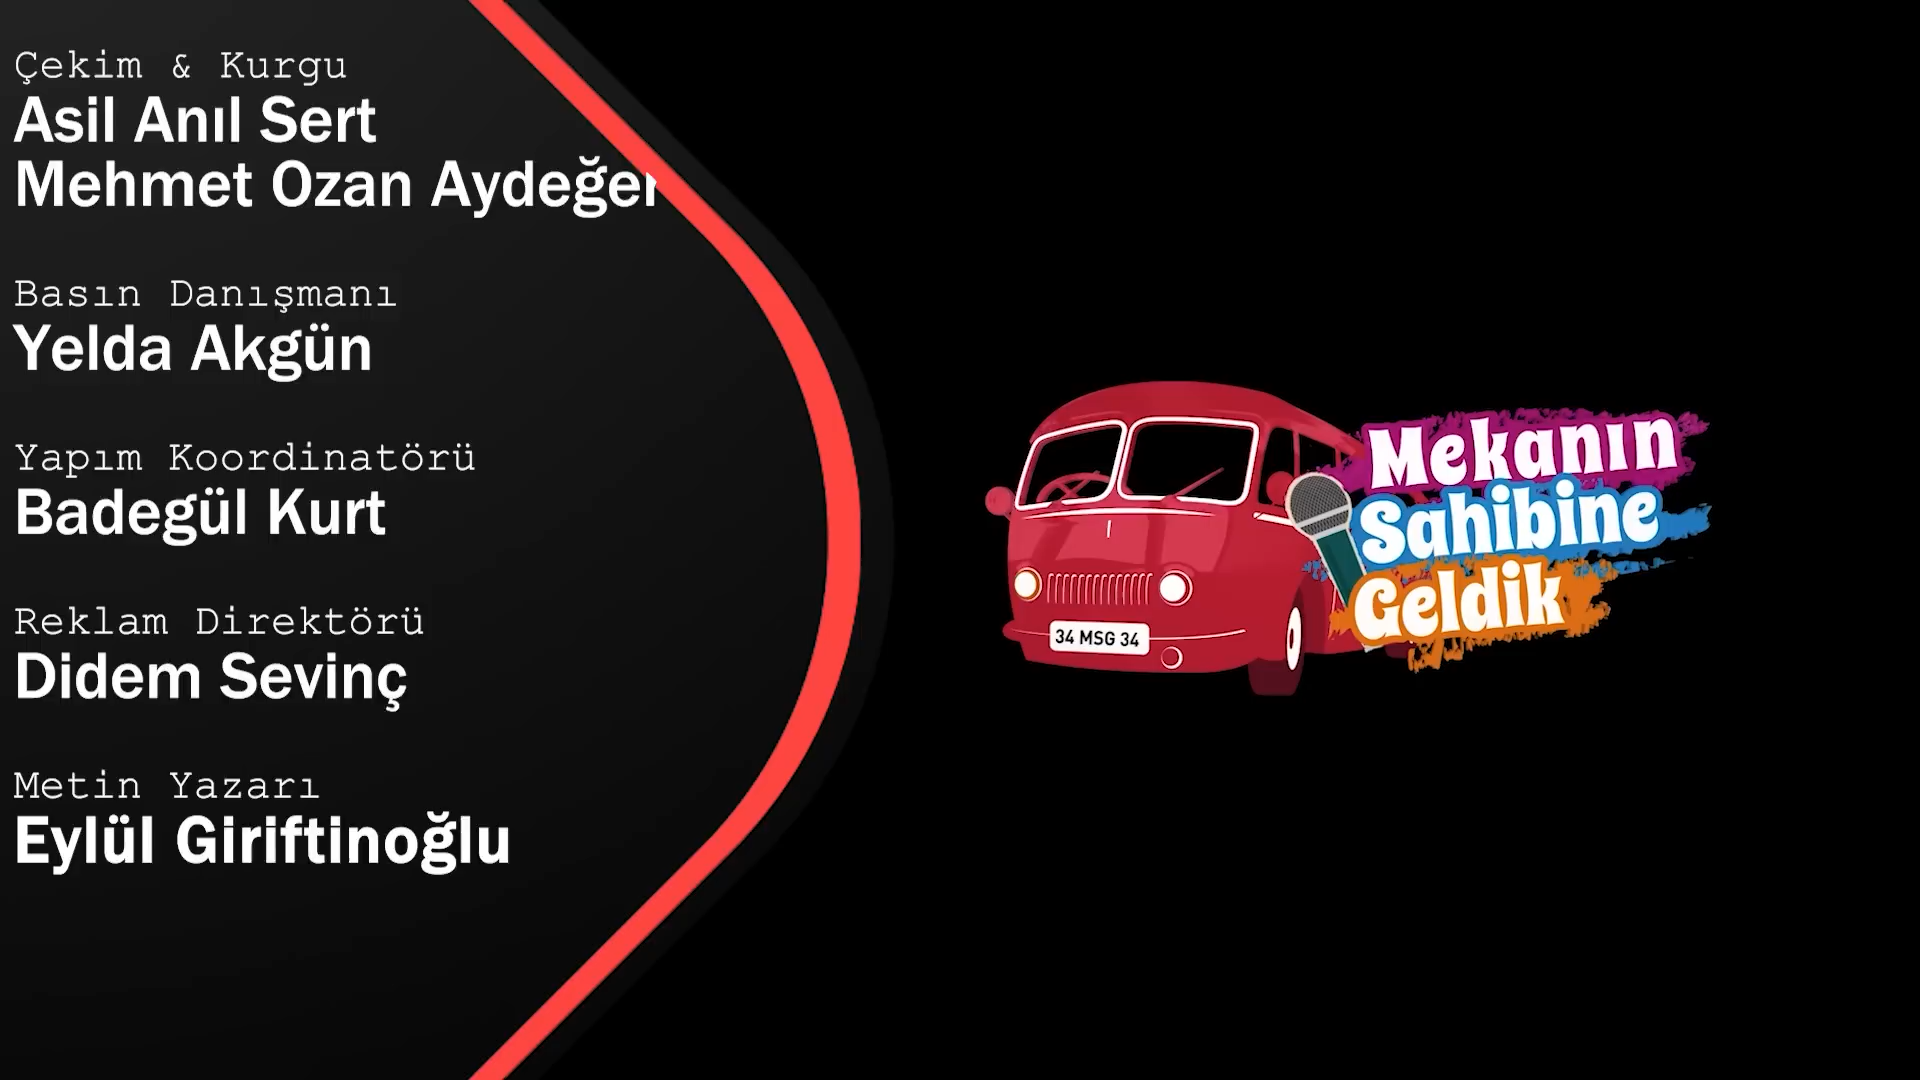 Çekim & Kurgu
Asil Anıl Sert
Mehmet Ozan Aydeğer
Basın Danışmanı
Yelda Akgün
Yapım Koordinatörü
Badegül Kurt
Reklam Direktörü
Didem Sevinç
Metin Yazarı
Eylül Giriftinoğlu
Mekanın
Sahibine
Geldik
34 MSG 34